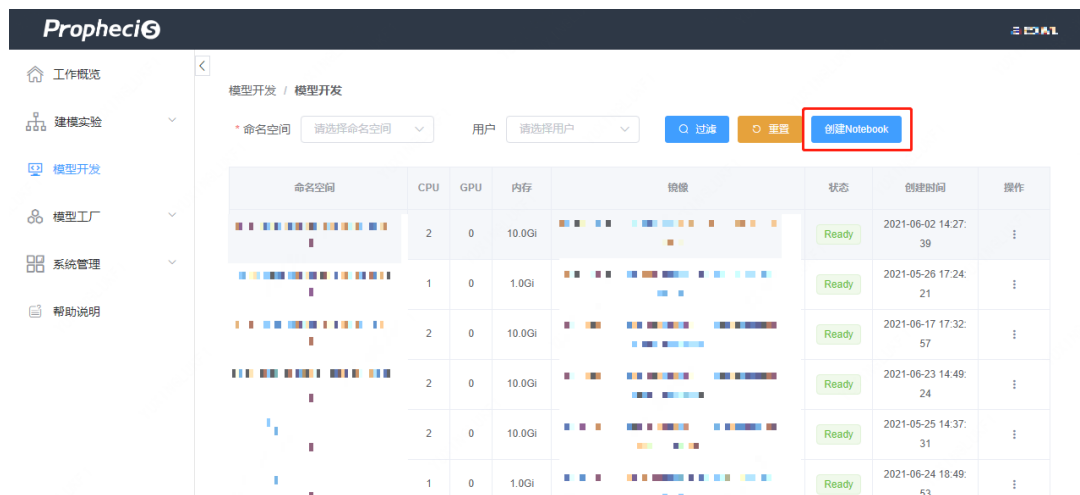 Prophecis
工作概览
建模实验
模型开发
模型工厂
系统管理
帮助说明
模型开发 / 模型开发
* 命名空间 请选择命名空间 用户 请选择用户 过滤 重置 创建Notebook
命名空间 CPU GPU 内存 镜像 状态 创建时间 操作
2 0 10.0Gi Ready 2021-06-02 14:27:
39
1 0 1.0Gi Ready 2021-05-26 17:24:
21
2 0 10.0Gi Ready 2021-06-17 17:32:
57
2 0 10.0Gi Ready 2021-06-23 14:49:
24
2 0 10.0Gi Ready 2021-05-25 14:37:
31
1 0 1.0Gi Ready 2021-06-24 18:49:
53